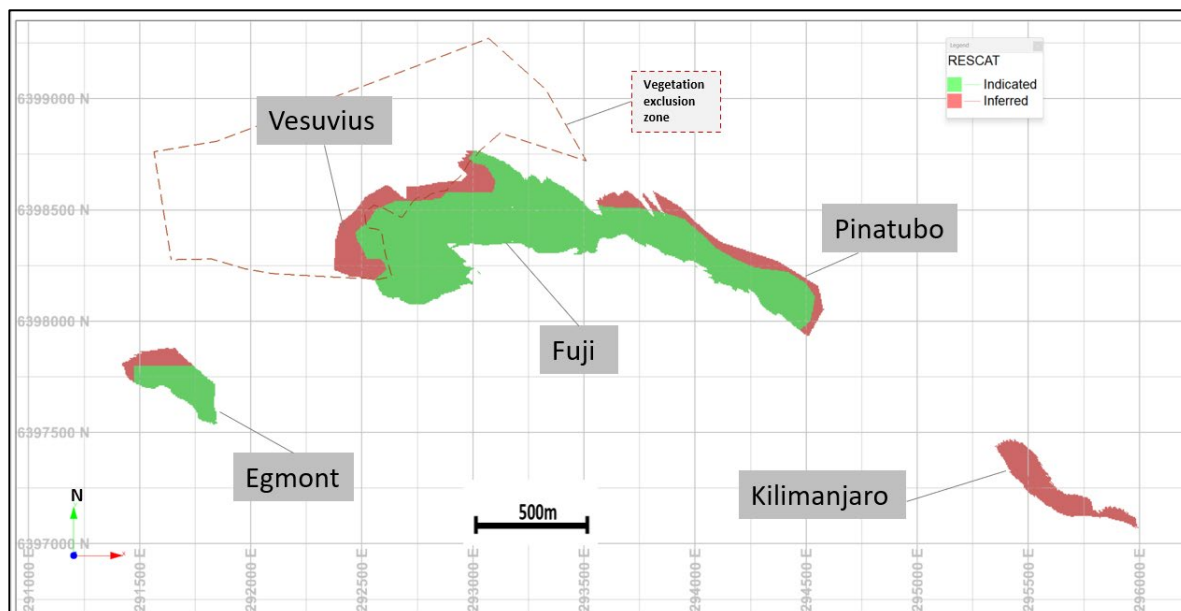 Legend
RESCAT
Indicated
Inferred
6399000 N
Vegetation
exclusion
zone
Vesuvius
6398500 N
Pinatubo
6398000 N
Fuji
6397500 N
Egmont
Kilimanjaro
N
500m
6397000 N
291000 E
291500 E
292000 E
292500 E
293000 E
293500 E
294000 E
294500 E
295000 E
295500 E
296000 E